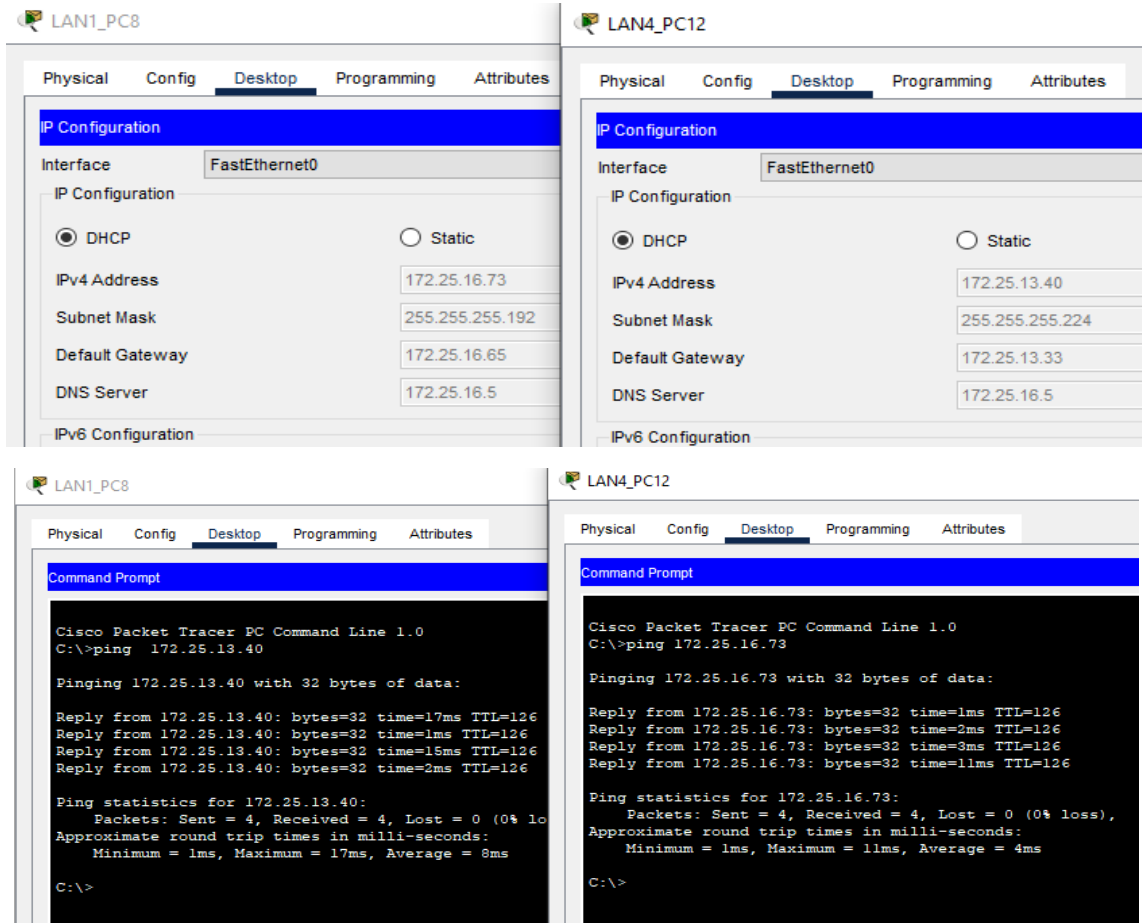 LAN1_PC8
Physical Config Desktop Programming Attributes
IP Configuration
Interface FastEthernet0
IP Configuration
DHCP Static
IPv4 Address 172.25.16.73
Subnet Mask 255.255.255.192
Default Gateway 172.25.16.65
DNS Server 172.25.16.5
IPv6 Configuration
LAN4_PC12
Physical Config Desktop Programming Attributes
IP Configuration
Interface FastEthernet0
IP Configuration
DHCP Static
IPv4 Address 172.25.13.40
Subnet Mask 255.255.255.224
Default Gateway 172.25.13.33
DNS Server 172.25.16.5
IPv6 Configuration
LAN1_PC8
Physical Config Desktop Programming Attributes
Command Prompt
Cisco Packet Tracer PC Command Line 1.0
C:\>ping  172.25.13.40
Pinging 172.25.13.40 with 32 bytes of data:
Reply from 172.25.13.40: bytes=32 time=17ms TTL=126
Reply from 172.25.13.40: bytes=32 time=1ms TTL=126
Reply from 172.25.13.40: bytes=32 time=15ms TTL=126
Reply from 172.25.13.40: bytes=32 time=2ms TTL=126
Ping statistics for 172.25.13.40:
Packets: Sent = 4, Received = 4, Lost = 0 (0% lo
Approximate round trip times in milli-seconds:
Minimum = 1ms, Maximum = 17ms, Average = 8ms
C:\>
LAN4_PC12
Physical Config Desktop Programming Attributes
Command Prompt
Cisco Packet Tracer PC Command Line 1.0
C:\>ping 172.25.16.73
Pinging 172.25.16.73 with 32 bytes of data:
Reply from 172.25.16.73: bytes=32 time=1ms TTL=126
Reply from 172.25.16.73: bytes=32 time=2ms TTL=126
Reply from 172.25.16.73: bytes=32 time=3ms TTL=126
Reply from 172.25.16.73: bytes=32 time=11ms TTL=126
Ping statistics for 172.25.16.73:
Packets: Sent = 4, Received = 4, Lost = 0 (0% loss),
Approximate round trip times in milli-seconds:
Minimum = 1ms, Maximum = 11ms, Average = 4ms
C:\>